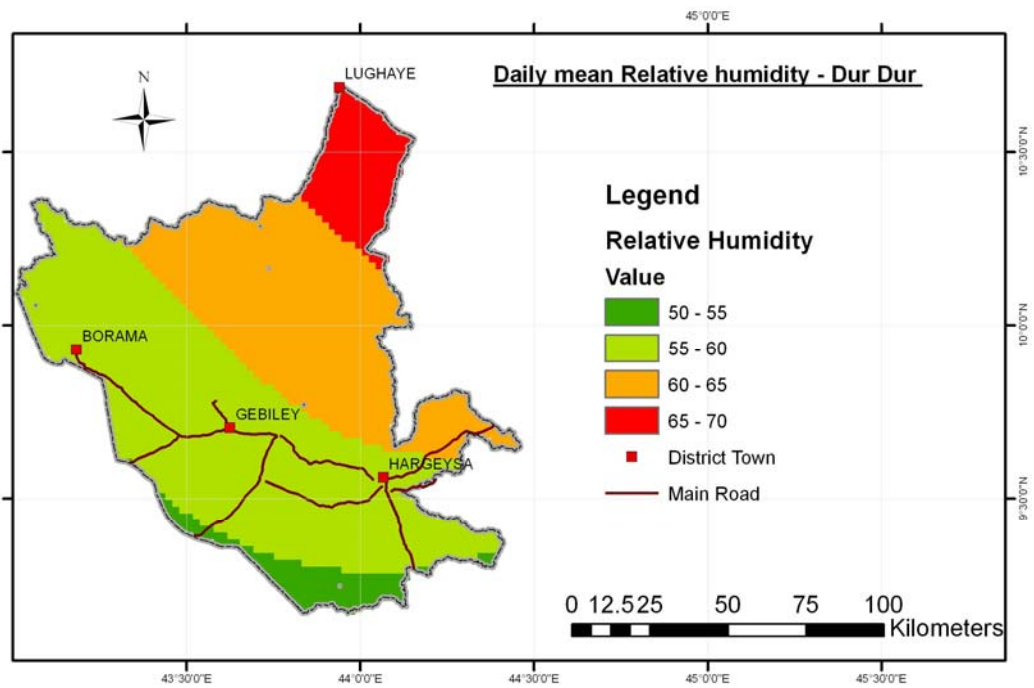 45°0'0"E
Daily mean Relative humidity - Dur Dur
N
LUGHAYE
10°30'0"N
Legend
Relative Humidity
Value
50 - 55
10°0'0"N
BORAMA
55 - 60
60 - 65
GEBILEY
65 - 70
HARGEYSA
District Town
Main Road
9°30'0"N
0 12.5 25 50 75 100
Kilometers
43°30'0"E 44°0'0"E 44°30'0"E 45°0'0"E 45°30'0"E